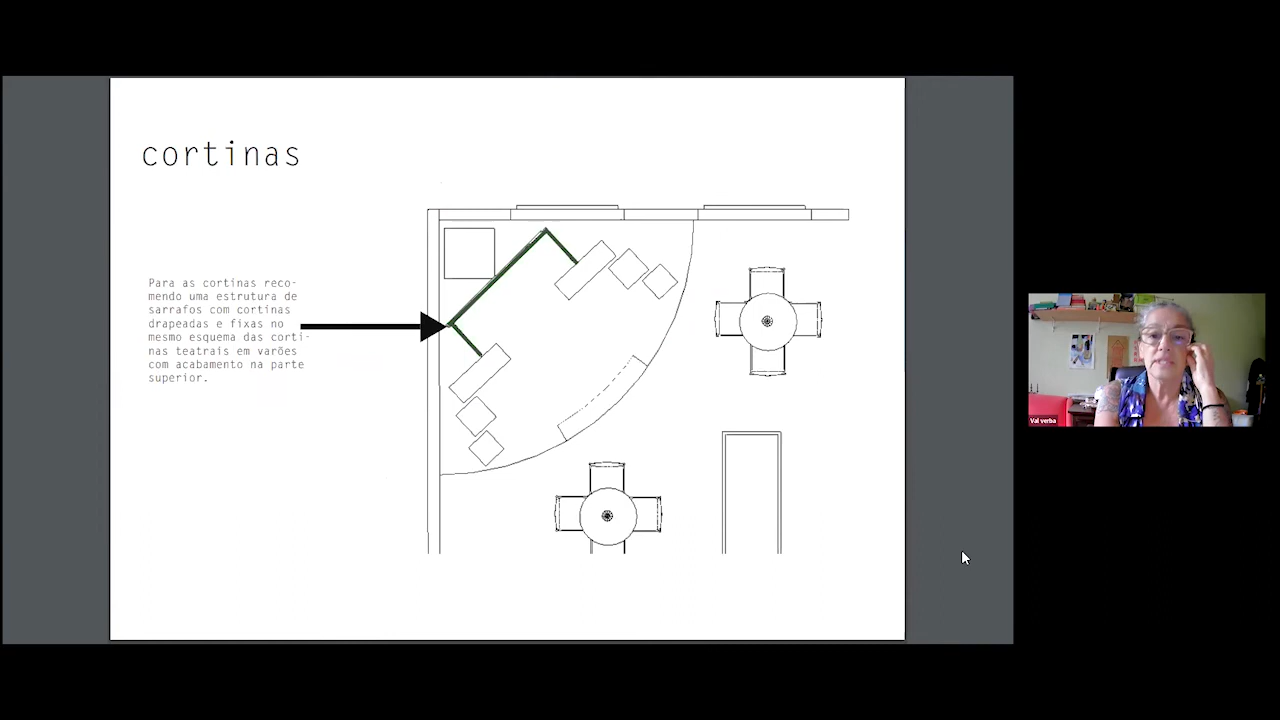 cortinas
Para as cortinas reco-
mendo uma estrutura de
sarrafos com cortinas
drapeadas e fixas no
mesmo esquema das corti-
nas teatrais em varões
com acabamento na parte
superior.
Val verba